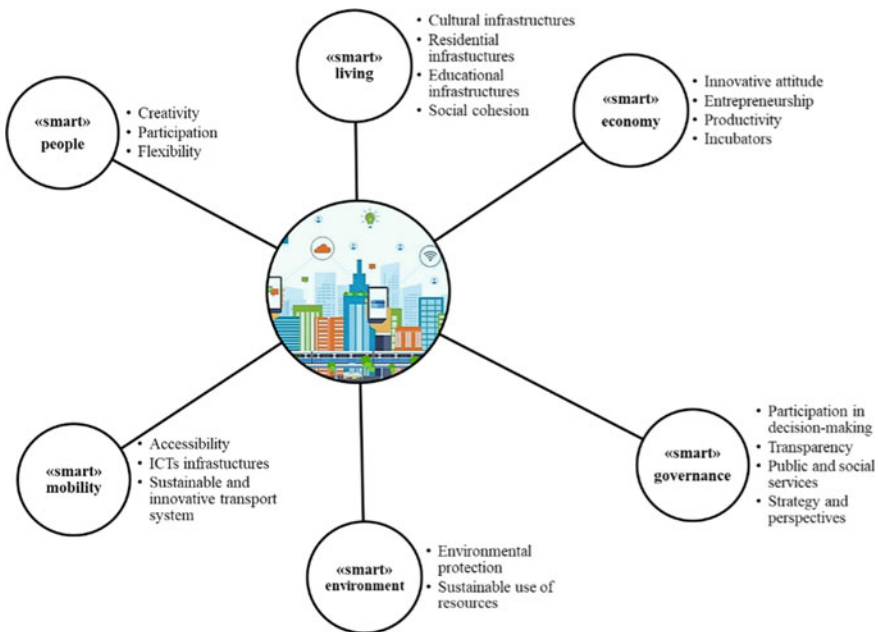 «smart»
living
• Cultural infrastructures
• Residential
infrastuctures
• Educational
infrastructures
• Social cohesion
«smart»
people
• Creativity
• Participation
• Flexibility
«smart»
economy
• Innovative attitude
• Entrepreneurship
• Productivity
• Incubators
«smart»
mobility
• Accessibility
• ICTs infrastuctures
• Sustainable and
innovative transport
system
«smart»
governance
• Participation in
decision-making
• Transparency
• Public and social
services
• Strategy and
perspectives
«smart»
environment
• Environmental
protection
• Sustainable use of
resources